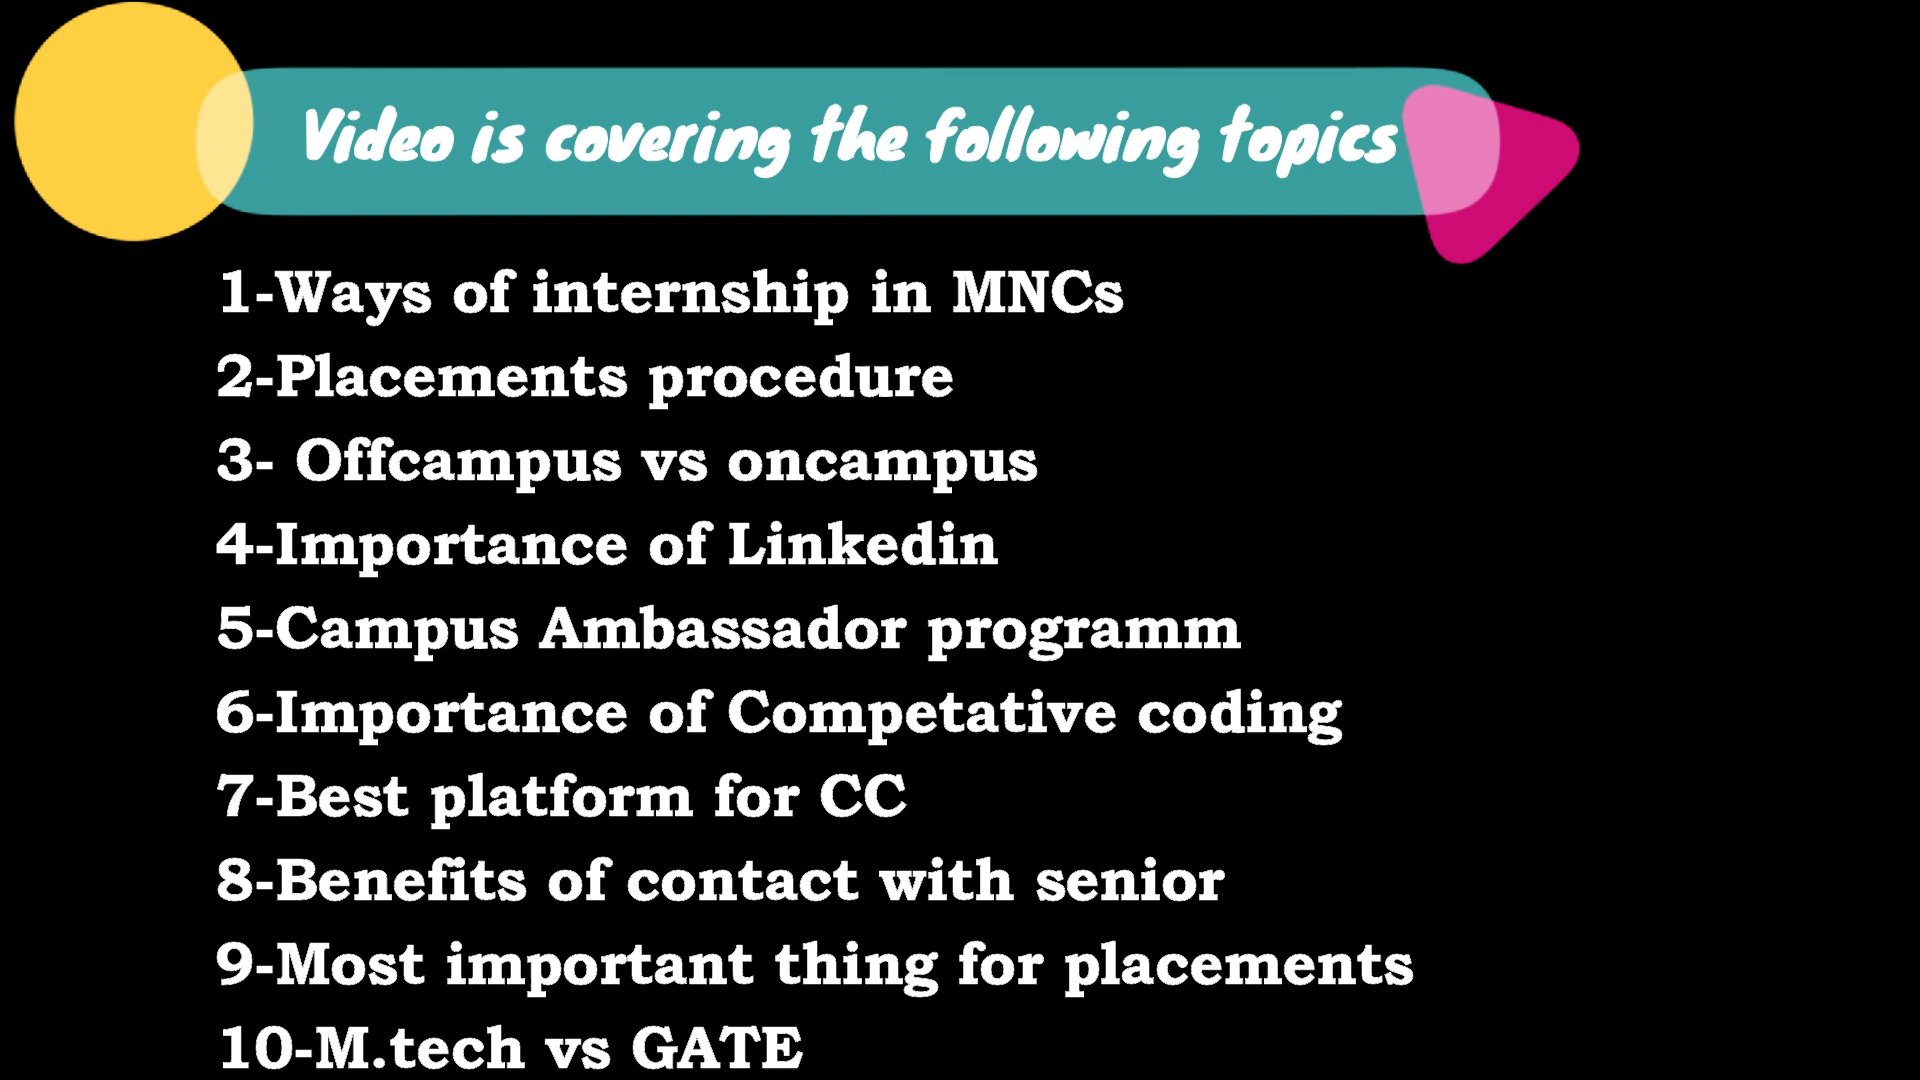 Video is covering the following topics
1-Ways of internship in MNCs
2-Placements procedure
3- Offcampus vs oncampus
4-Importance of Linkedin
5-Campus Ambassador programm
6-Importance of Competative coding
7-Best platform for CC
8-Benefits of contact with senior
9-Most important thing for placements
10-M.tech vs GATE